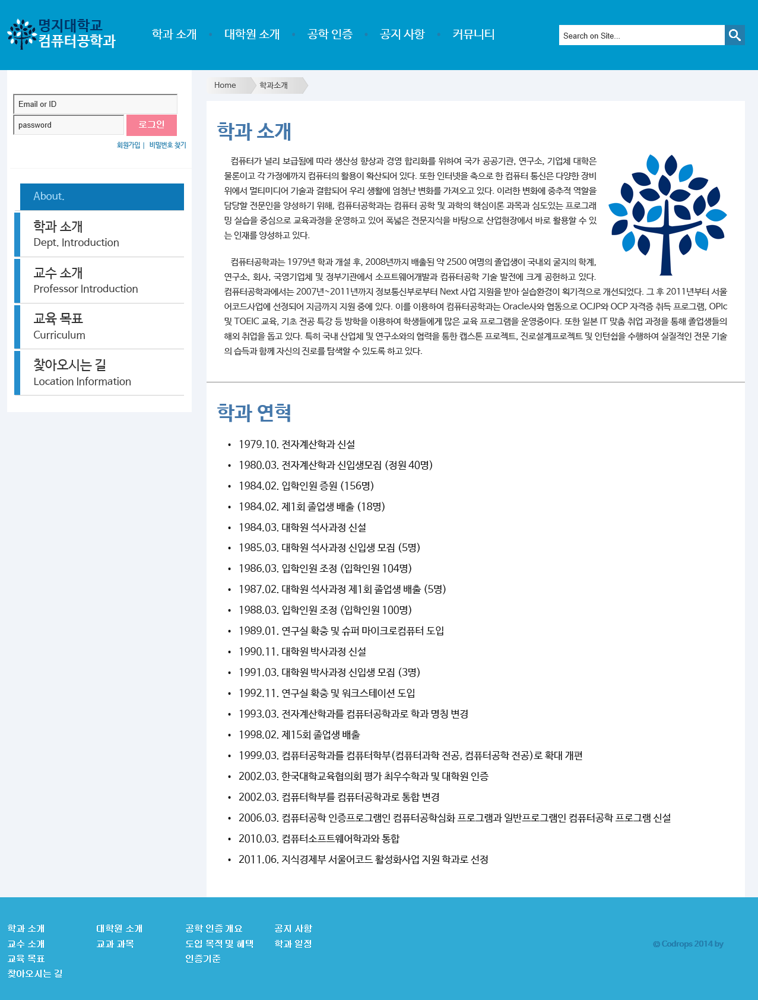 명지대학교
컴퓨터공학과
학과 소개 • 대학원 소개 • 공학 인증 • 공지 사항 • 커뮤니티
Search on Site...
Home 학과소개
Email or ID
password
로그인
회원가입 | 비밀번호 찾기
About.
학과 소개
Dept. Introduction
교수 소개
Professor Introduction
교육 목표
Curriculum
찾아오시는 길
Location Information
학과 소개
컴퓨터가 널리 보급됨에 따라 생산성 향상과 경영 합리화를 위하여 국가 공공기관, 연구소, 기업체 대학은
물론이고 각 가정에까지 컴퓨터의 활용이 확산되어 있다. 또한 인터넷을 축으로 한 컴퓨터 통신은 다양한 장비
위에서 멀티미디어 기술과 결합되어 우리 생활에 엄청난 변화를 가져오고 있다. 이러한 변화에 중추적 역할을
담당할 전문인을 양성하기 위해, 컴퓨터공학과는 컴퓨터 공학 및 과학의 핵심이론 과목과 심도있는 프로그래
밍 실습을 중심으로 교육과정을 운영하고 있어 폭넓은 전문지식을 바탕으로 산업현장에서 바로 활용할 수 있
는 인재를 양성하고 있다.
컴퓨터공학과는 1979년 학과 개설 후, 2008년까지 배출된 약 2500 여명의 졸업생이 국내외 굴지의 학계,
연구소, 회사, 국영기업체 및 정부기관에서 소프트웨어개발과 컴퓨터공학 기술 발전에 크게 공헌하고 있다.
컴퓨터공학과에서는 2007년~2011년까지 정보통신부로부터 Next 사업 지원을 받아 실습환경이 획기적으로 개선되었다. 그 후 2011년부터 서울
어코드사업에 선정되어 지금까지 지원 중에 있다. 이를 이용하여 컴퓨터공학과는 Oracle사와 협동으로 OCJP와 OCP 자격증 취득 프로그램, OPIc
및 TOEIC 교육, 기초 전공 특강 등 방학을 이용하여 학생들에게 많은 교육 프로그램을 운영중이다. 또한 일본 IT 맞춤 취업 과정을 통해 졸업생들의
해외 취업을 돕고 있다. 특히 국내 산업체 및 연구소와의 협력을 통한 캡스톤 프로젝트, 진로설계프로젝트 및 인턴쉽을 수행하여 실질적인 전문 기술
의 습득과 함께 자신의 진로를 탐색할 수 있도록 하고 있다.
학과 연혁
• 1979.10. 전자계산학과 신설
• 1980.03. 전자계산학과 신입생모집 (정원 40명)
• 1984.02. 입학인원 증원 (156명)
• 1984.02. 제1회 졸업생 배출 (18명)
• 1984.03. 대학원 석사과정 신설
• 1985.03. 대학원 석사과정 신입생 모집 (5명)
• 1986.03. 입학인원 조정 (입학인원 104명)
• 1987.02. 대학원 석사과정 제1회 졸업생 배출 (5명)
• 1988.03. 입학인원 조정 (입학인원 100명)
• 1989.01. 연구실 확충 및 슈퍼 마이크로컴퓨터 도입
• 1990.11. 대학원 박사과정 신설
• 1991.03. 대학원 박사과정 신입생 모집 (3명)
• 1992.11. 연구실 확충 및 워크스테이션 도입
• 1993.03. 전자계산학과를 컴퓨터공학과로 학과 명칭 변경
• 1998.02. 제15회 졸업생 배출
• 1999.03. 컴퓨터공학과를 컴퓨터학부(컴퓨터과학 전공, 컴퓨터공학 전공)로 확대 개편
• 2002.03. 한국대학교육협의회 평가 최우수학과 및 대학원 인증
• 2002.03. 컴퓨터학부를 컴퓨터공학과로 통합 변경
• 2006.03. 컴퓨터공학 인증프로그램인 컴퓨터공학심화 프로그램과 일반프로그램인 컴퓨터공학 프로그램 신설
• 2010.03. 컴퓨터소프트웨어학과와 통합
• 2011.06. 지식경제부 서울어코드 활성화사업 지원 학과로 선정
학과 소개 대학원 소개 공학 인증 개요 공지 사항
교수 소개 교과 과목 도입 목적 및 혜택 학과 일정
교육 목표 인증기준
찾아오시는 길
© Codrops 2014 by